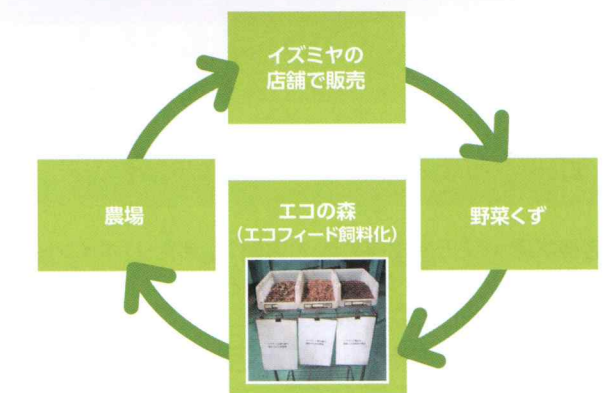 イズミヤの
店舗で販売
野菜くず
エコの森
(エコフィード飼料化)
農場